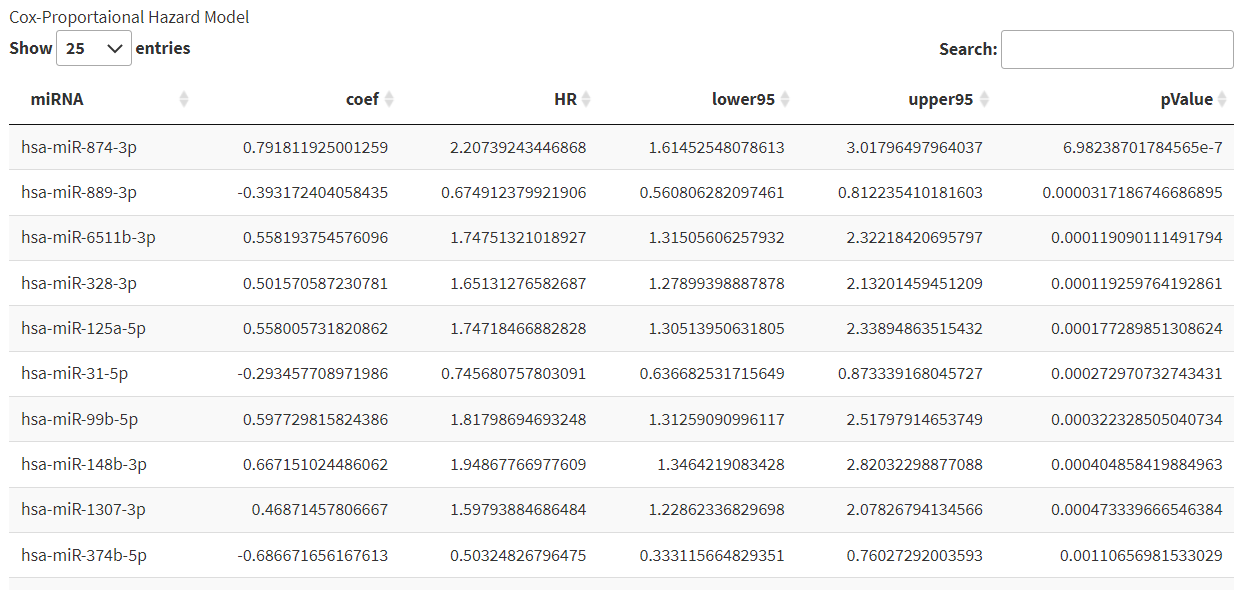 Cox-Proportaional Hazard Model
Show 25 entries Search:
miRNA coef HR lower95 upper95 pValue
hsa-miR-874-3p 0.791811925001259 2.20739243446868 1.61452548078613 3.01796497964037 6.98238701784565e-7
hsa-miR-889-3p -0.393172404058435 0.674912379921906 0.560806282097461 0.812235410181603 0.0000317186746686895
hsa-miR-6511b-3p 0.558193754576096 1.74751321018927 1.31505606257932 2.32218420695797 0.000119090111491794
hsa-miR-328-3p 0.501570587230781 1.65131276582687 1.27899398887878 2.13201459451209 0.000119259764192861
hsa-miR-125a-5p 0.558005731820862 1.74718466882828 1.30513950631805 2.33894863515432 0.000177289851308624
hsa-miR-31-5p -0.293457708971986 0.745680757803091 0.636682531715649 0.873339168045727 0.000272970732743431
hsa-miR-99b-5p 0.597729815824386 1.81798694693248 1.31259090996117 2.51797914653749 0.000322328505040734
hsa-miR-148b-3p 0.667151024486062 1.94867766977609 1.3464219083428 2.82032298877088 0.000404858419884963
hsa-miR-1307-3p 0.46871457806667 1.59793884686484 1.22862336829698 2.07826794134566 0.000473339666546384
hsa-miR-374b-5p -0.686671656167613 0.50324826796475 0.333115664829351 0.76027292003593 0.00110656981533029